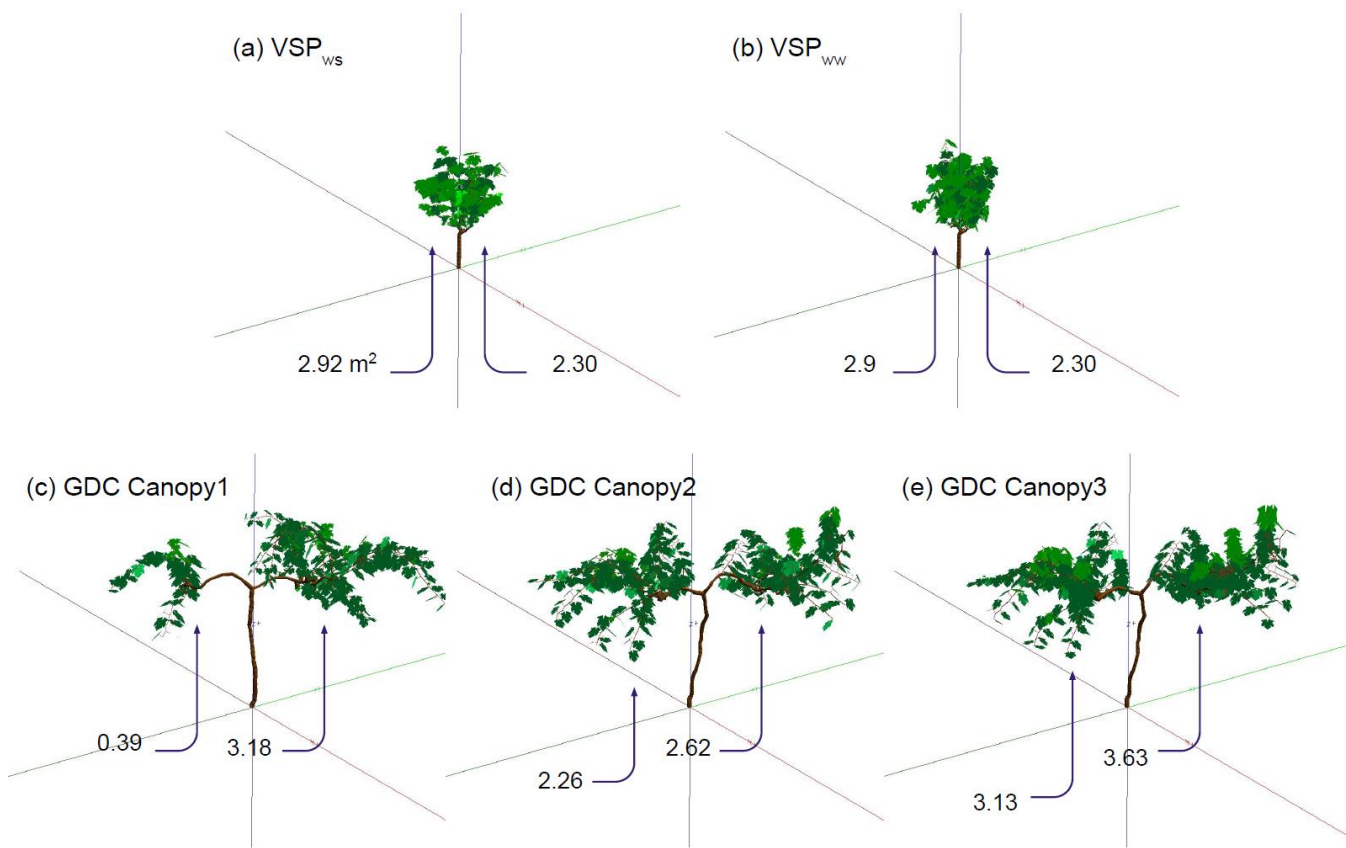 (a) VSPws
(b) VSPww
2.92 m²
2.30
2.9
2.30
(c) GDC Canopy1
(d) GDC Canopy2
(e) GDC Canopy3
0.39
3.18
2.26
2.62
3.13
3.63